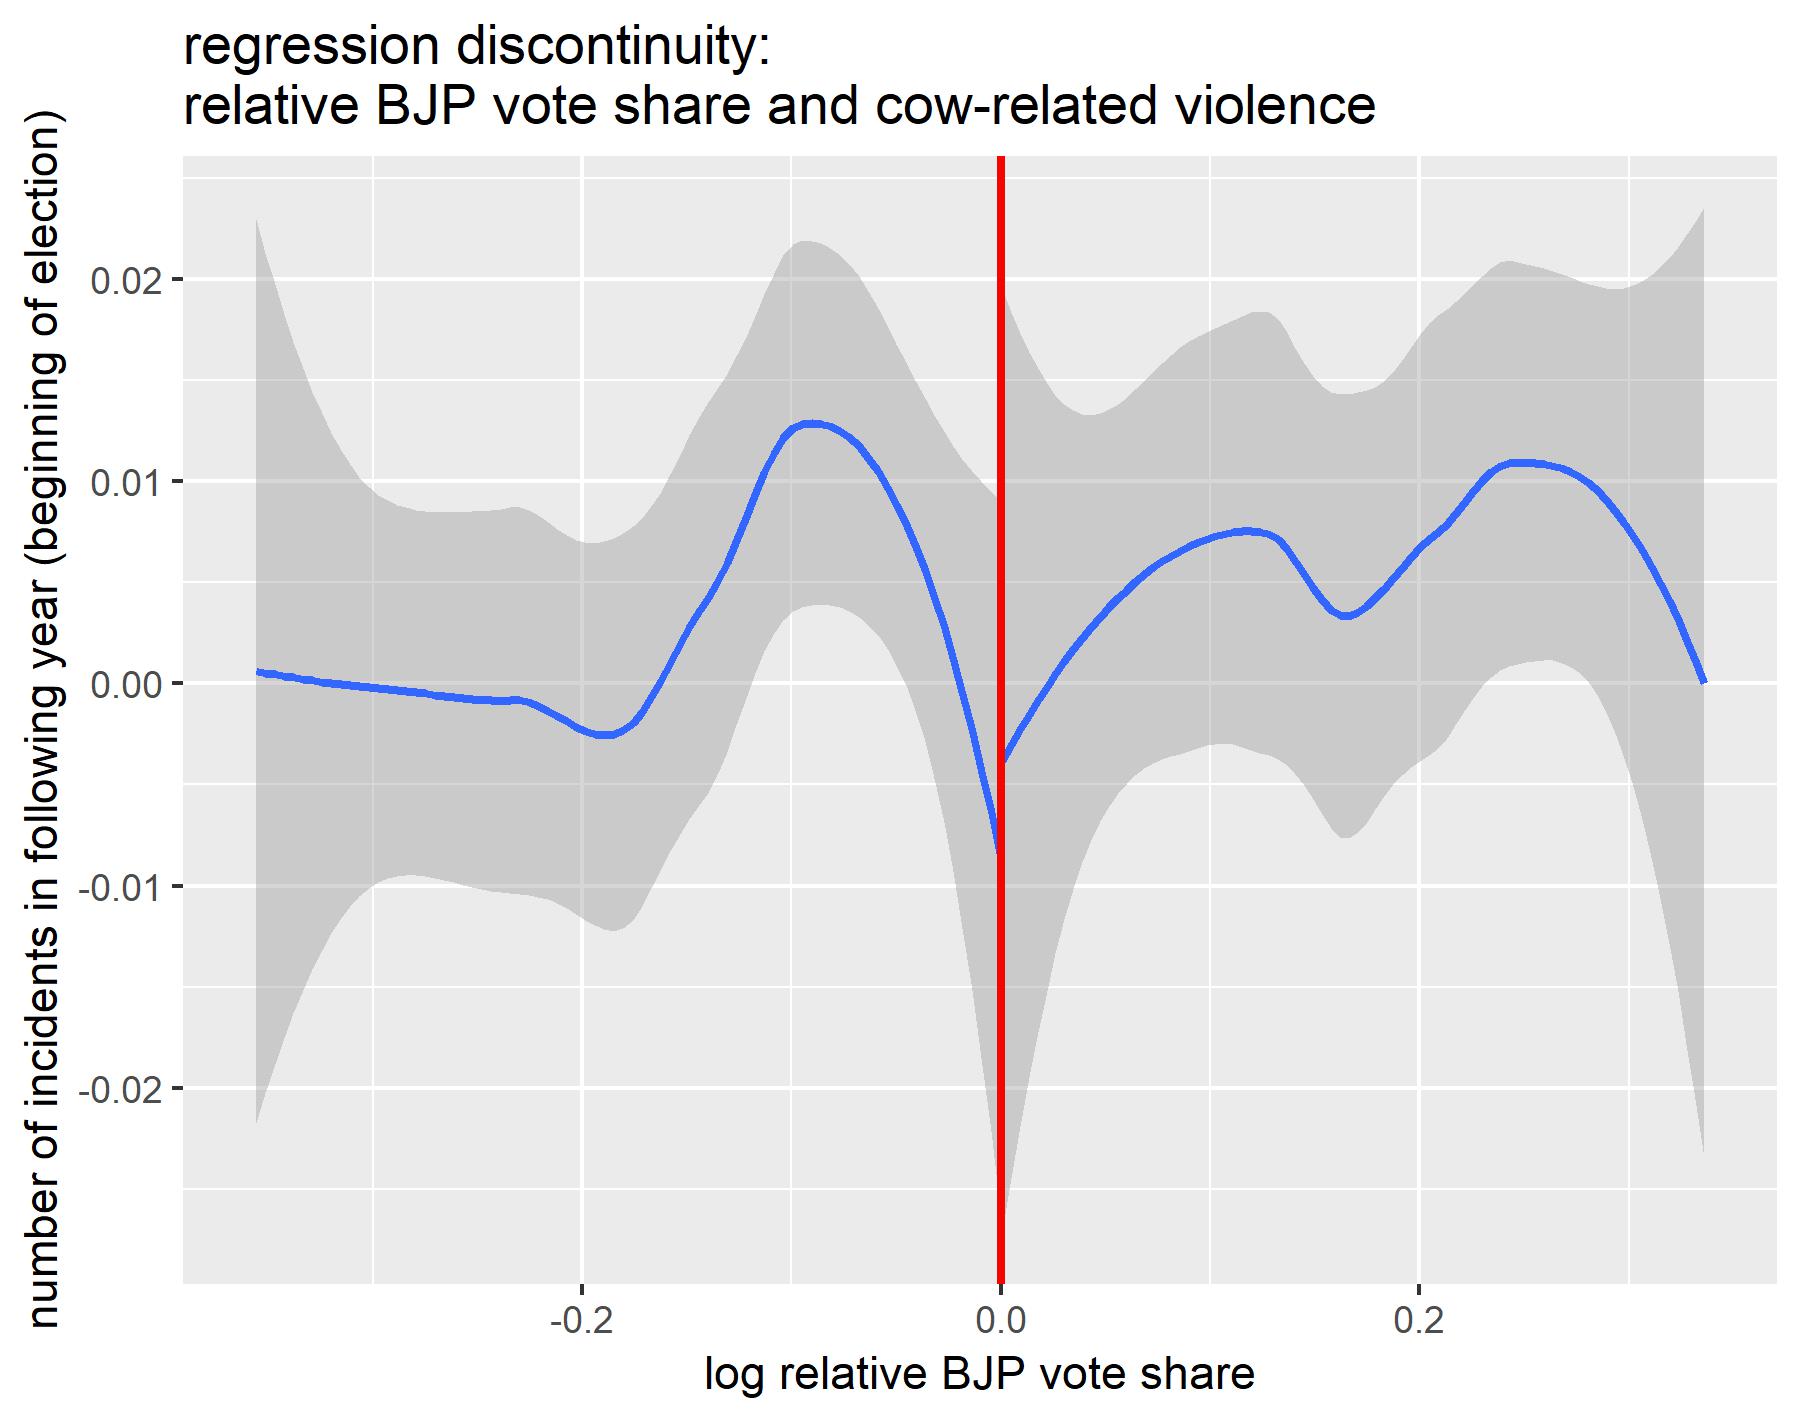 regression discontinuity:
relative BJP vote share and cow-related violence
number of incidents in following year (beginning of election)
0.02
0.01
0.00
-0.01
-0.02
-0.2
0.0
0.2
log relative BJP vote share